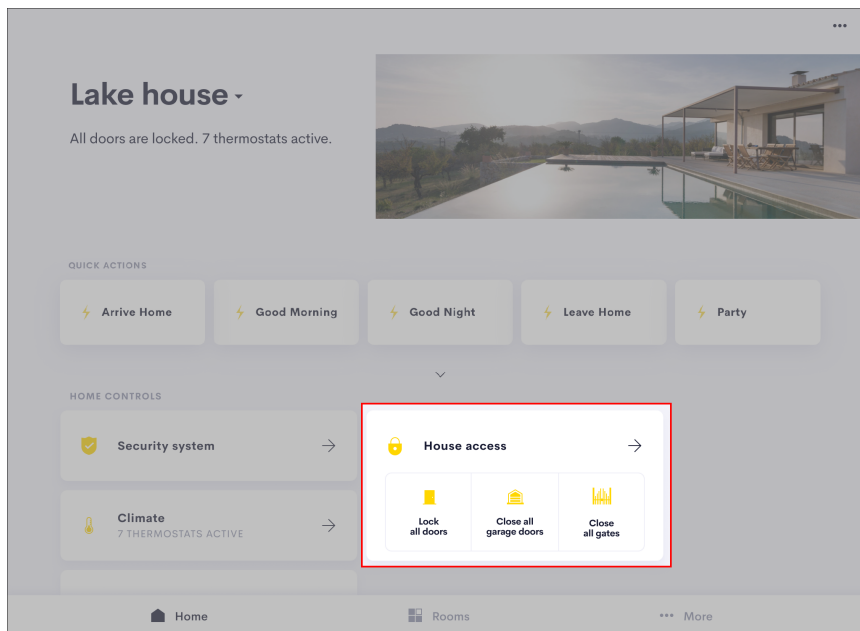 Lake house
All doors are locked. 7 thermostats active.
QUICK ACTIONS
Arrive Home
Good Morning
Good Night
Leave Home
Party
HOME CONTROLS
Security system
House access
Lock
all doors
Close all
garage doors
Close
all gates
Climate
7 THERMOSTATS ACTIVE
Home
Rooms
More